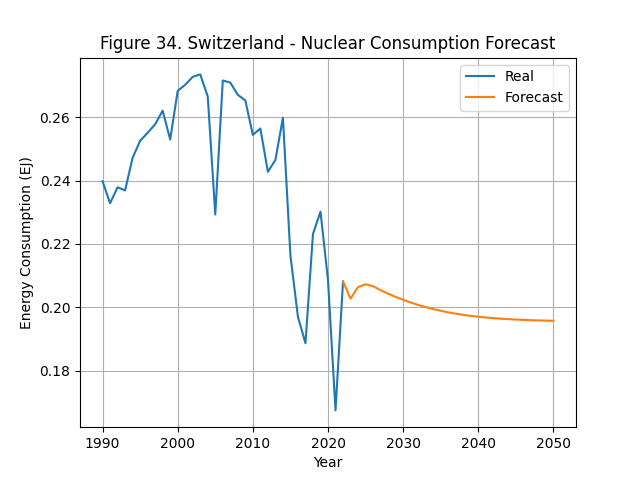 Figure 34. Switzerland - Nuclear Consumption Forecast
Real
Forecast
0.26
0.24
0.22
0.20
0.18
Energy Consumption (EJ)
1990 2000 2010 2020 2030 2040 2050
Year